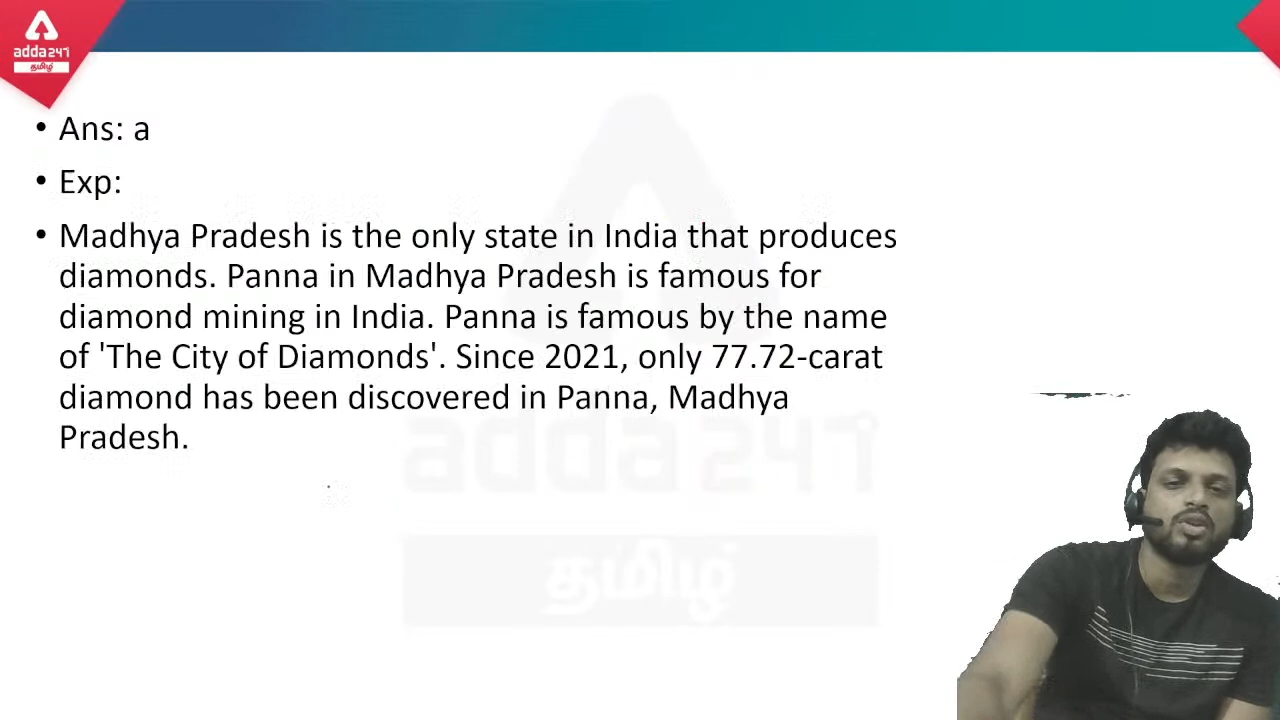 adda247
தமிழ்
• Ans: a
• Exp:
• Madhya Pradesh is the only state in India that produces
diamonds. Panna in Madhya Pradesh is famous for
diamond mining in India. Panna is famous by the name
of 'The City of Diamonds'. Since 2021, only 77.72-carat
diamond has been discovered in Panna, Madhya
Pradesh.
adda247
தமிழ்